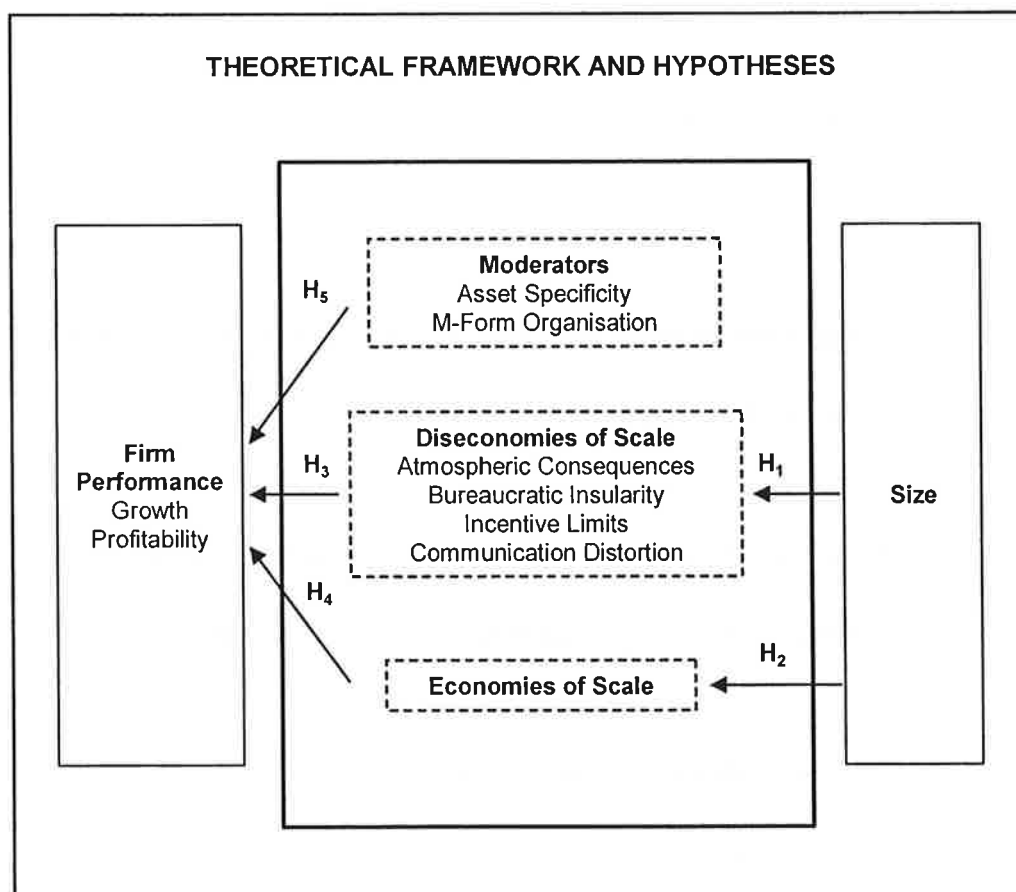 THEORETICAL FRAMEWORK AND HYPOTHESES
Moderators
Asset Specificity
M-Form Organisation
H₅
Diseconomies of Scale
Atmospheric Consequences
Bureaucratic Insularity
Incentive Limits
Communication Distortion
H₃
H₁
Firm
Performance
Growth
Profitability
Size
H₄
Economies of Scale
H₂